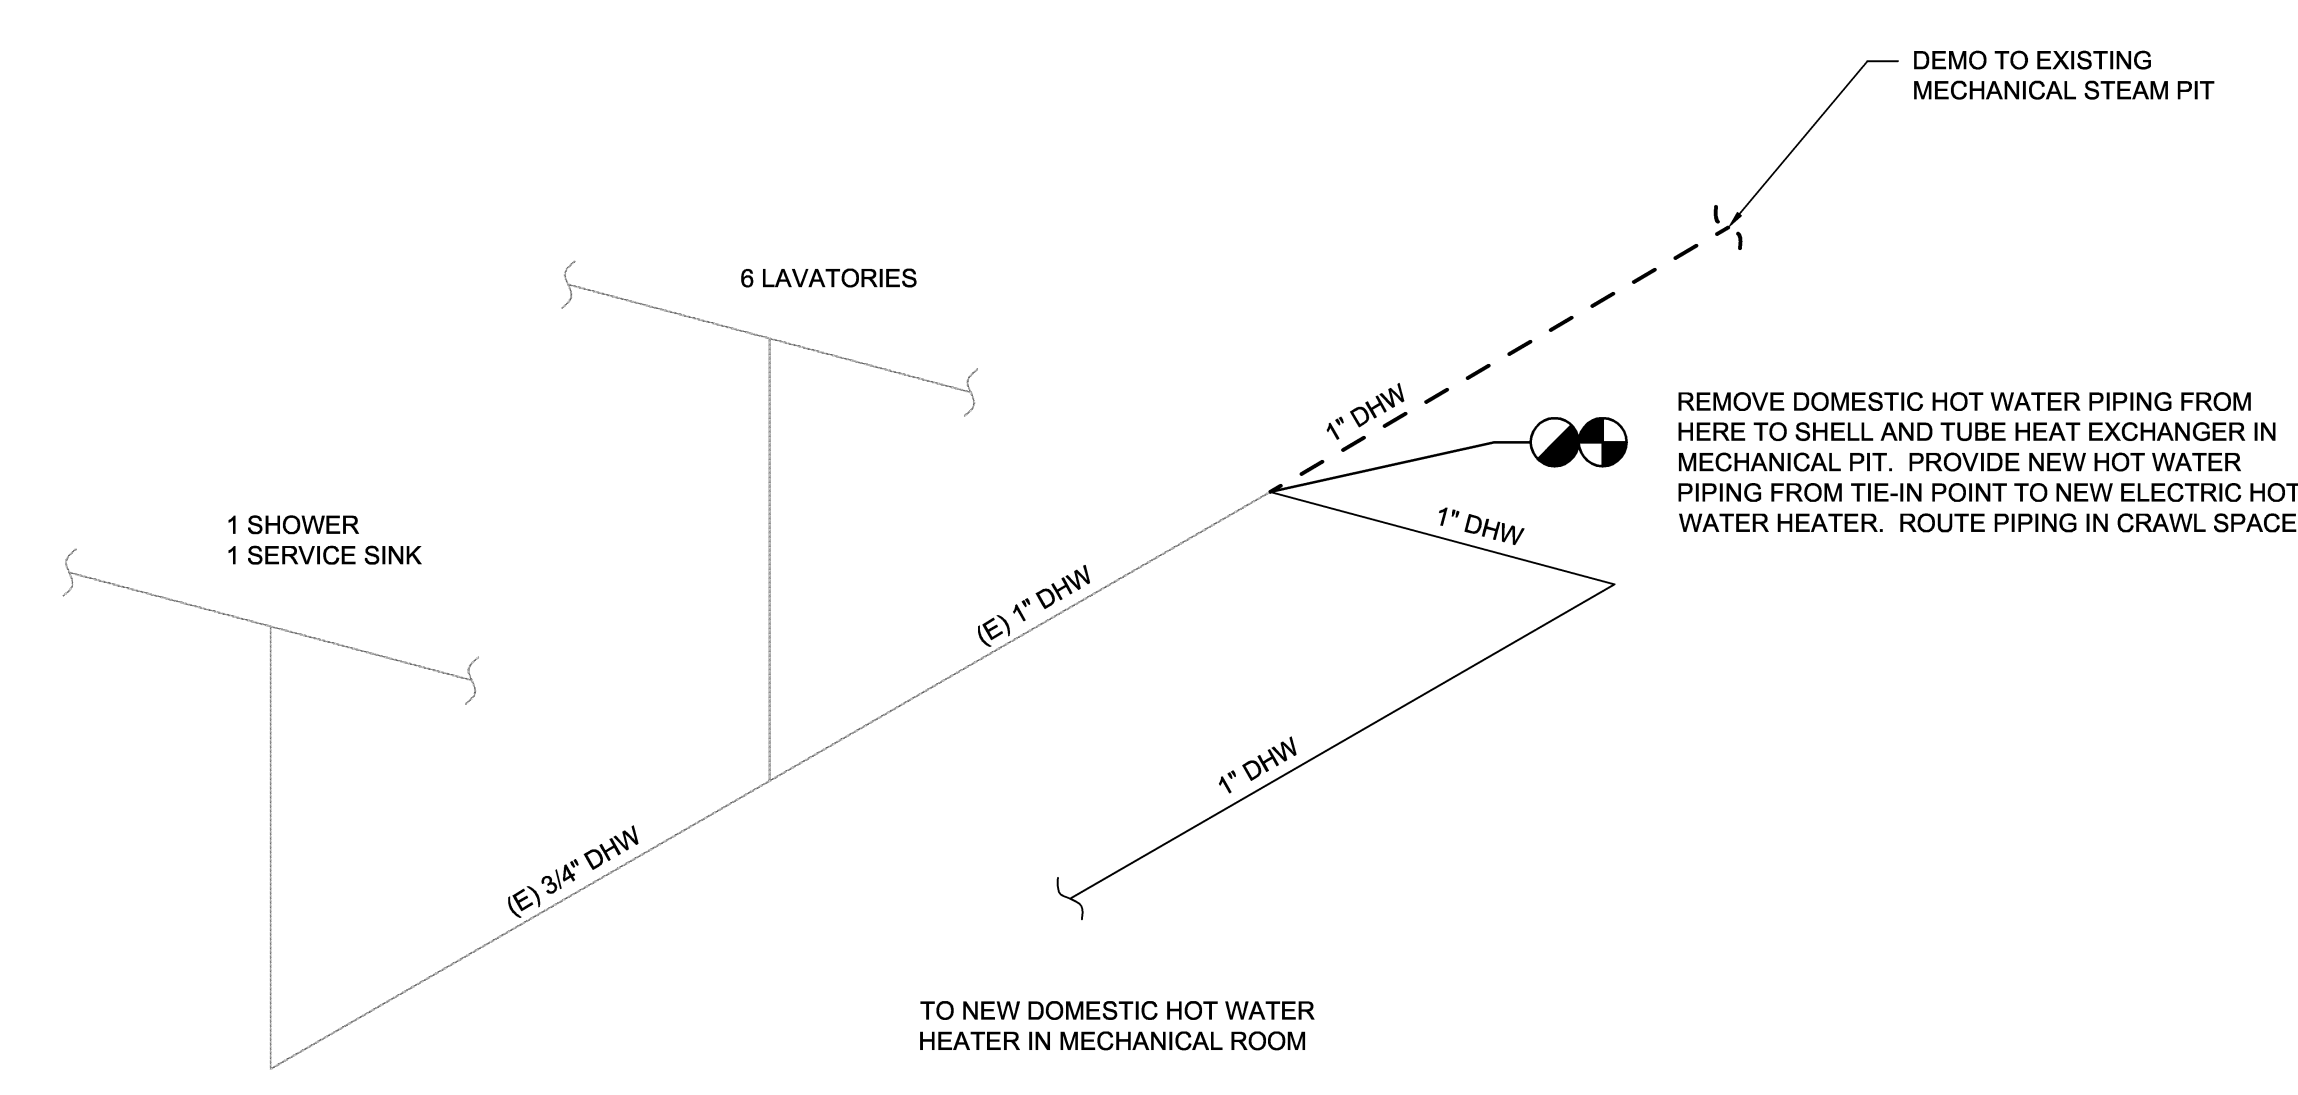 DEMO TO EXISTING
MECHANICAL STEAM PIT
6 LAVATORIES
1" DHW
REMOVE DOMESTIC HOT WATER PIPING FROM
HERE TO SHELL AND TUBE HEAT EXCHANGER IN
MECHANICAL PIT. PROVIDE NEW HOT WATER
PIPING FROM TIE-IN POINT TO NEW ELECTRIC HOT
WATER HEATER. ROUTE PIPING IN CRAWL SPACE
1 SHOWER
1 SERVICE SINK
1" DHW
(E) 1" DHW
1" DHW
(E) 3/4" DHW
TO NEW DOMESTIC HOT WATER
HEATER IN MECHANICAL ROOM